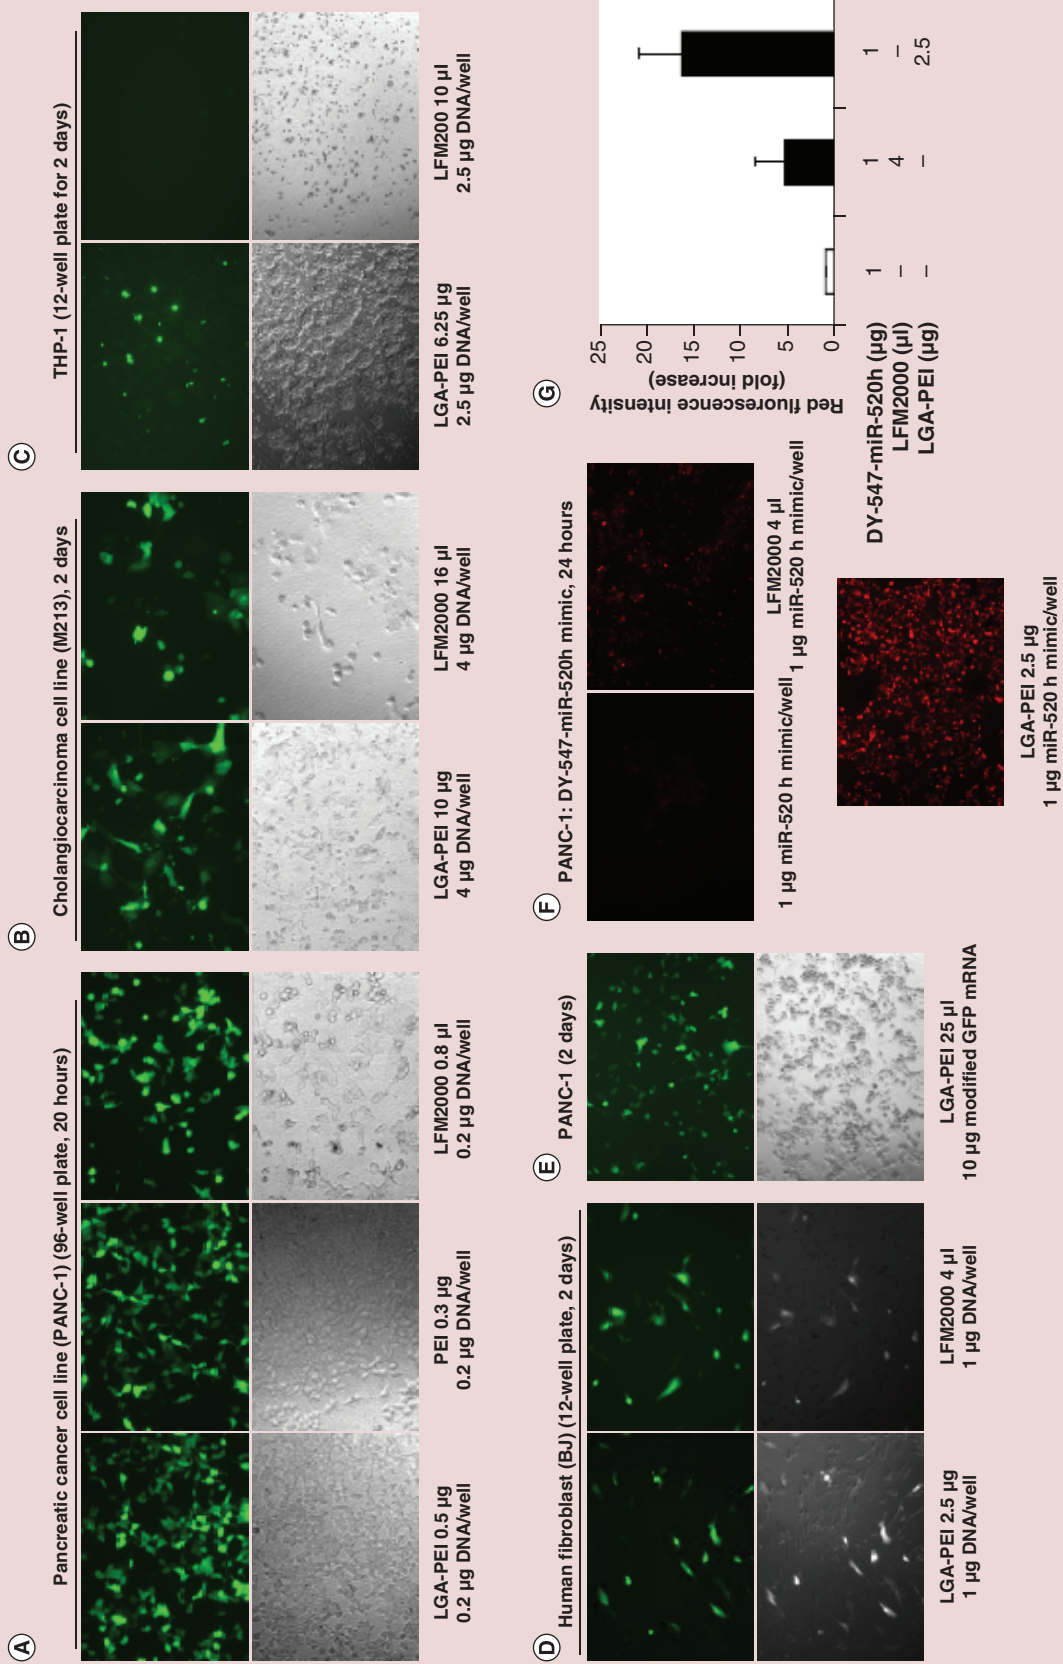 A
Pancreatic cancer cell line (PANC-1) (96-well plate, 20 hours)
LGA-PEI 0.5 µg
0.2 µg DNA/well
PEI 0.3 µg
0.2 µg DNA/well
LFM2000 0.8 µl
0.2 µg DNA/well
B
Cholangiocarcinoma cell line (M213), 2 days
LGA-PEI 10 µg
4 µg DNA/well
LFM2000 16 µl
4 µg DNA/well
C
THP-1 (12-well plate for 2 days)
LGA-PEI 6.25 µg
2.5 µg DNA/well
LFM200 10 µl
2.5 µg DNA/well
D
Human fibroblast (BJ) (12-well plate, 2 days)
LGA-PEI 2.5 µg
1 µg DNA/well
LFM2000 4 µl
1 µg DNA/well
E
PANC-1 (2 days)
LGA-PEI 25 µl
10 µg modified GFP mRNA
F
PANC-1: DY-547-miR-520h mimic, 24 hours
1 µg miR-520 h mimic/well
LFM2000 4 µl
1 µg miR-520 h mimic/well
LGA-PEI 2.5 µg
1 µg miR-520 h mimic/well
G
Red fluorescence intensity
(fold increase)
25
20
15
10
5
0
DY-547-miR-520h (µg) 1 1 1
LFM2000 (µl) – 4 –
LGA-PEI (µg) – – 2.5